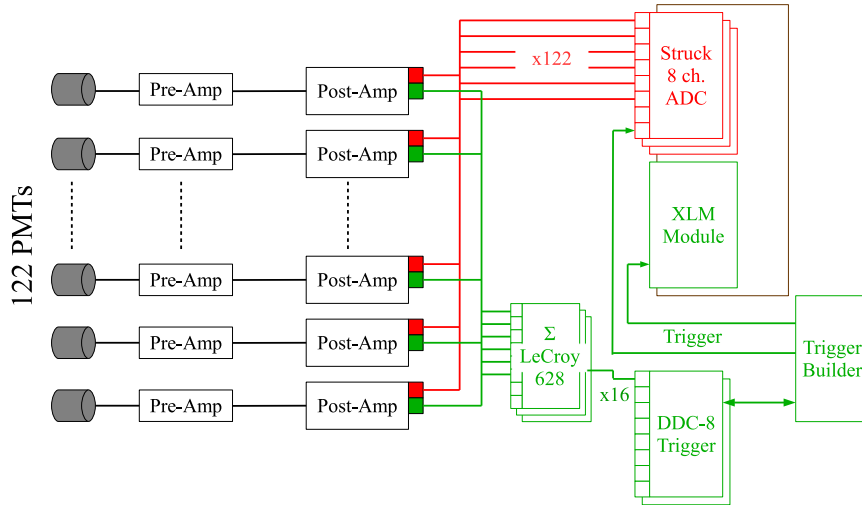 122 PMTs
Pre-Amp
Post-Amp
Pre-Amp
Post-Amp
Pre-Amp
Post-Amp
Pre-Amp
Post-Amp
Pre-Amp
Post-Amp
x122
Struck
8 ch.
ADC
XLM
Module
Σ
LeCroy
628
x16
DDC-8
Trigger
Trigger
Trigger
Builder